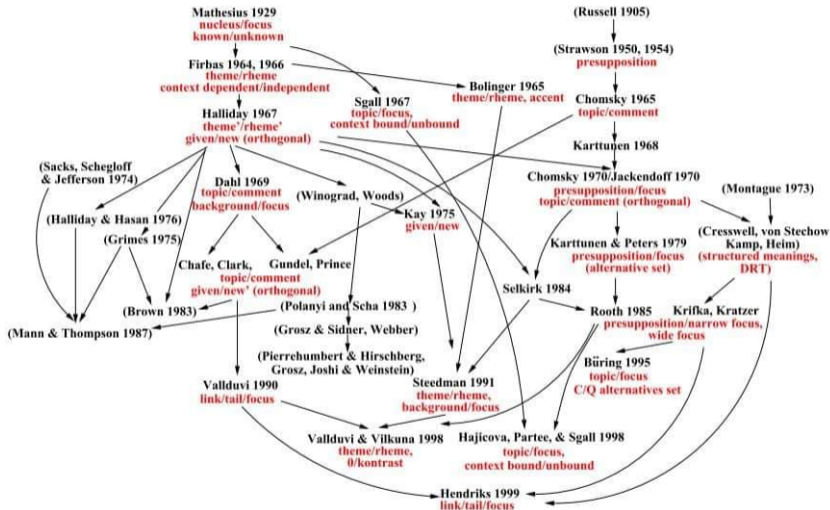 Mathesius 1929
nucleus/focus
known/unknown
(Russell 1905)
(Strawson 1950, 1954)
presupposition
Firbas 1964, 1966
theme/rheme
context dependent/independent
Bolinger 1965
theme/rheme, accent
Sgall 1967
topic/focus,
context bound/unbound
Chomsky 1965
topic/comment
Halliday 1967
theme'/rheme'
given/new (orthogonal)
Karttunen 1968
(Sacks, Schegloff
& Jefferson 1974)
Dahl 1969
topic/comment
background/focus
(Winograd, Woods)
Chomsky 1970/Jackendoff 1970
presupposition/focus
topic/comment (orthogonal)
(Montague 1973)
(Halliday & Hasan 1976)
Kay 1975
given/new
(Grimes 1975)
(Cresswell, von Stechow
Kamp, Heim)
(structured meanings,
DRT)
Karttunen & Peters 1979
presupposition/focus
(alternative set)
Chafe, Clark,
Gundel, Prince
topic/comment
given/new' (orthogonal)
Selkirk 1984
(Brown 1983)
(Polanyi and Scha 1983 )
Rooth 1985
Krifka, Kratzer
presupposition/narrow focus,
wide focus
(Mann & Thompson 1987)
(Grosz & Sidner, Webber)
(Pierrehumbert & Hirschberg,
Grosz, Joshi & Weinstein)
Büring 1995
topic/focus
C/Q alternatives set
Vallduvi 1990
link/tail/focus
Steedman 1991
theme/rheme,
background/focus
Vallduvi & Vilkuna 1998
theme/rheme,
0/kontrast
Hajicova, Partee, & Sgall 1998
topic/focus,
context bound/unbound
Hendriks 1999
link/tail/focus